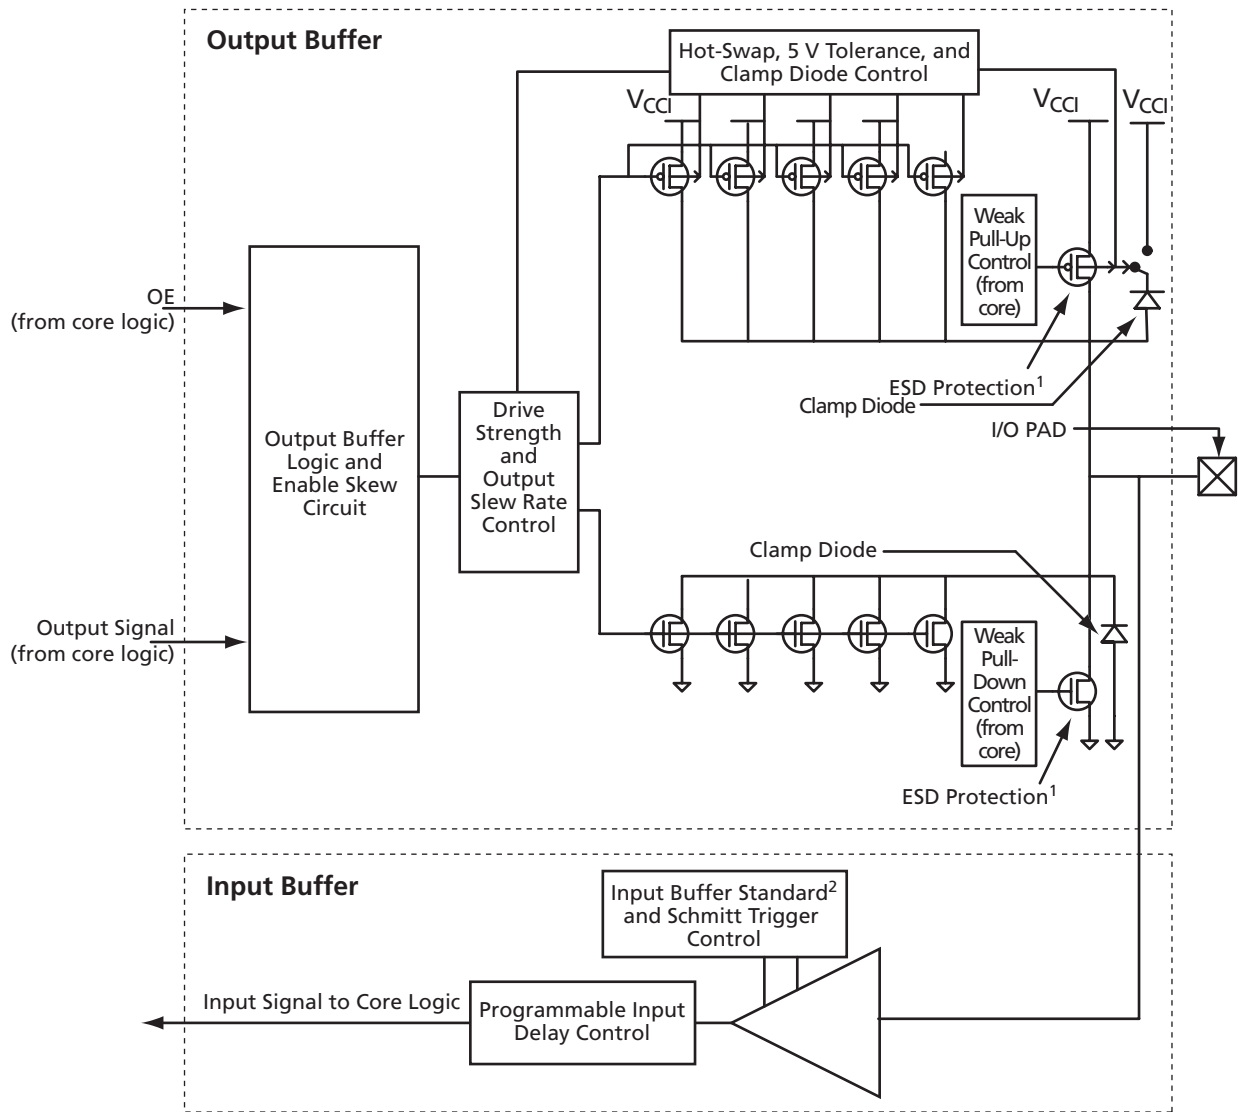 Output Buffer
Hot-Swap, 5 V Tolerance, and
Clamp Diode Control
VCCI
VCCI
VCCI
Weak
Pull-Up
Control
(from
core)
OE
(from core logic)
ESD Protection1
Clamp Diode
I/O PAD
Drive
Strength
and
Output
Slew Rate
Control
Output Buffer
Logic and
Enable Skew
Circuit
Clamp Diode
Output Signal
(from core logic)
Weak
Pull-
Down
Control
(from
core)
ESD Protection1
Input Buffer
Input Buffer Standard2
and Schmitt Trigger
Control
Input Signal to Core Logic
Programmable Input
Delay Control